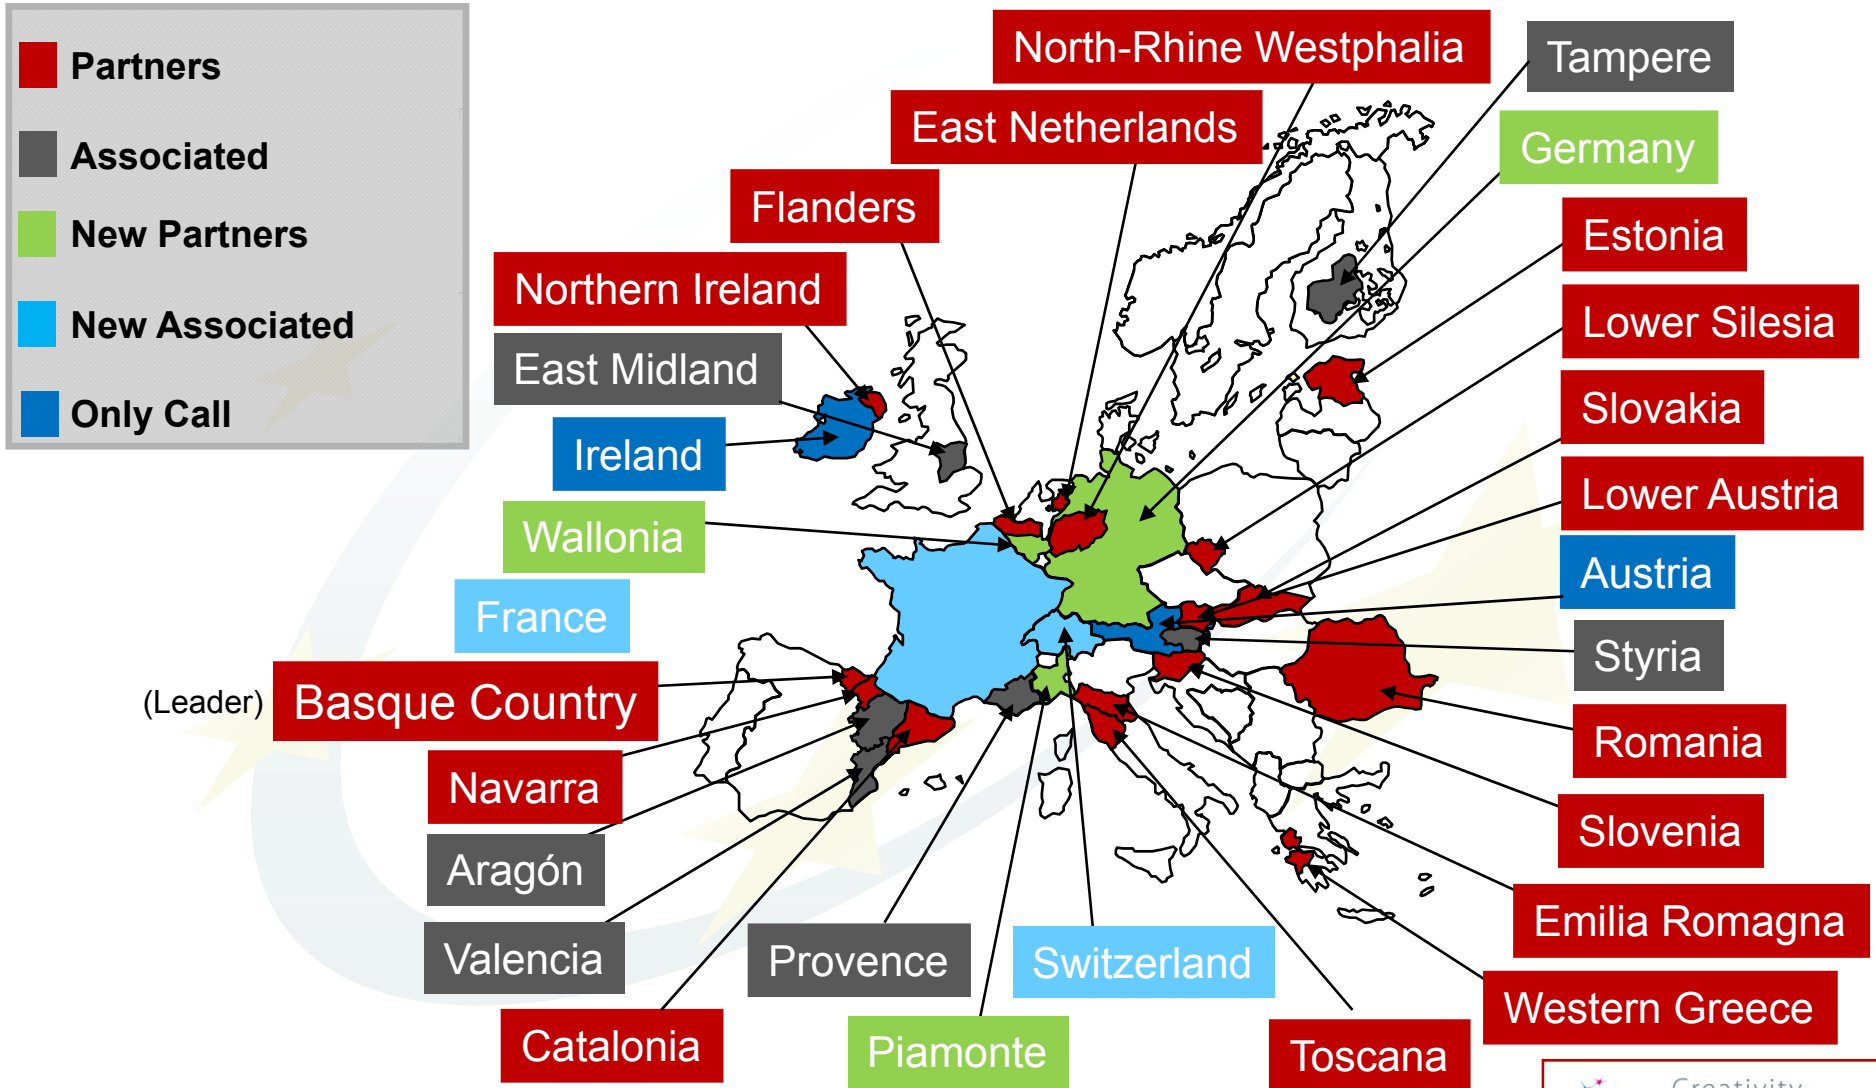 Partners
Associated
New Partners
New Associated
Only Call
North-Rhine Westphalia
Tampere
East Netherlands
Germany
Flanders
Estonia
Northern Ireland
Lower Silesia
East Midland
Slovakia
Ireland
Lower Austria
Wallonia
Austria
France
Styria
(Leader) Basque Country
Romania
Navarra
Slovenia
Aragón
Emilia Romagna
Valencia
Provence
Switzerland
Western Greece
Catalonia
Piamonte
Toscana
Creativity